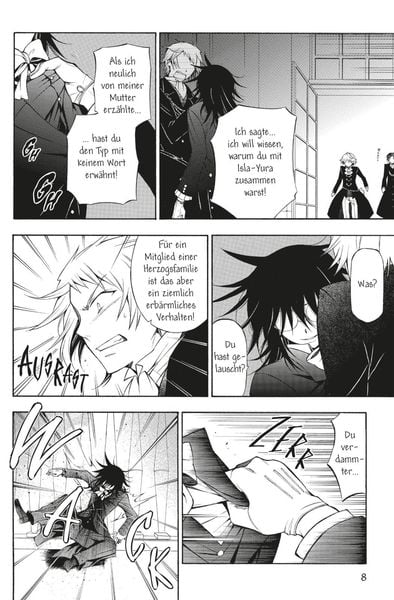 Ich sagte...
ich will wissen,
warum du mit
Isla-Yura
zusammen
warst!
Als ich
neulich
von meiner
Mutter
erzählte...
... hast du
den Typ mit
keinem Wort
erwähnt!
GH
GH
Was?
Du
hast ge-
lauscht?
Für ein
Mitglied einer
Herzogsfamilie
ist das aber
ein ziemlich
erbärmliches
Verhalten!
AUSRAST
Du
ver-
damm-
ter...
ZERR
WACK
8